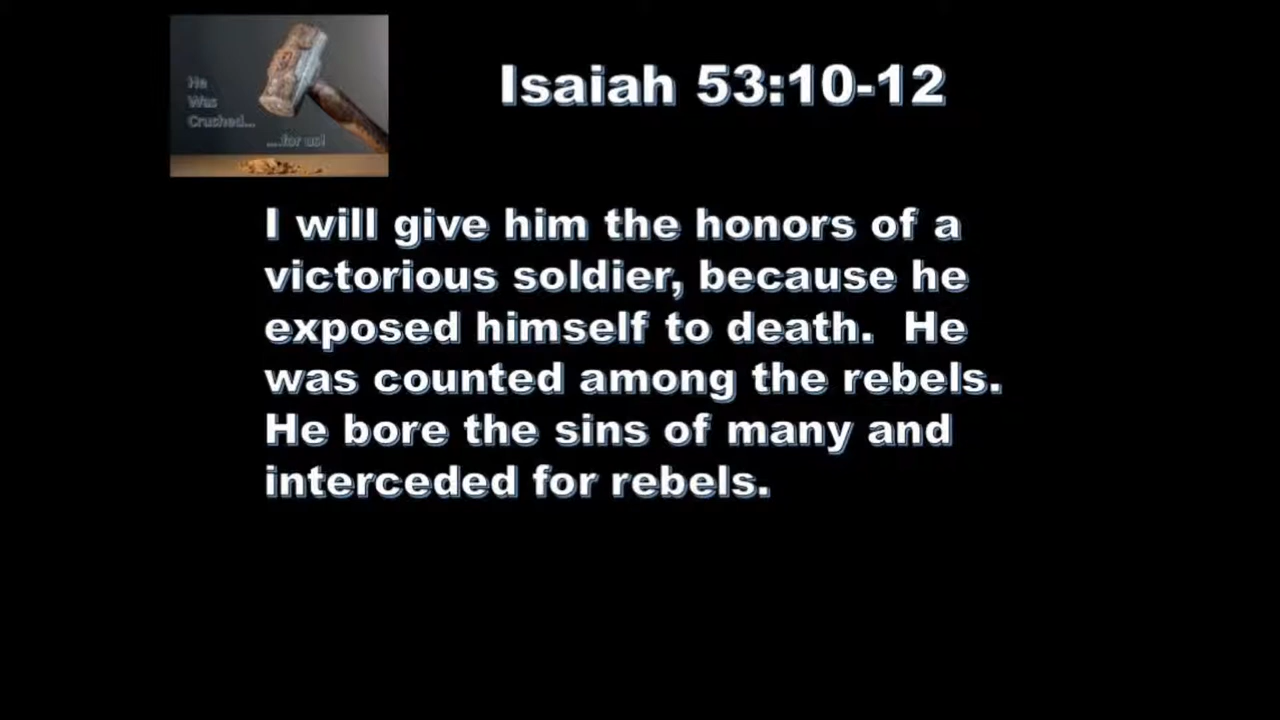 He
Was
Crushed...
....for us!
Isaiah 53:10-12
I will give him the honors of a
victorious soldier, because he
exposed himself to death.  He
was counted among the rebels.
He bore the sins of many and
interceded for rebels.